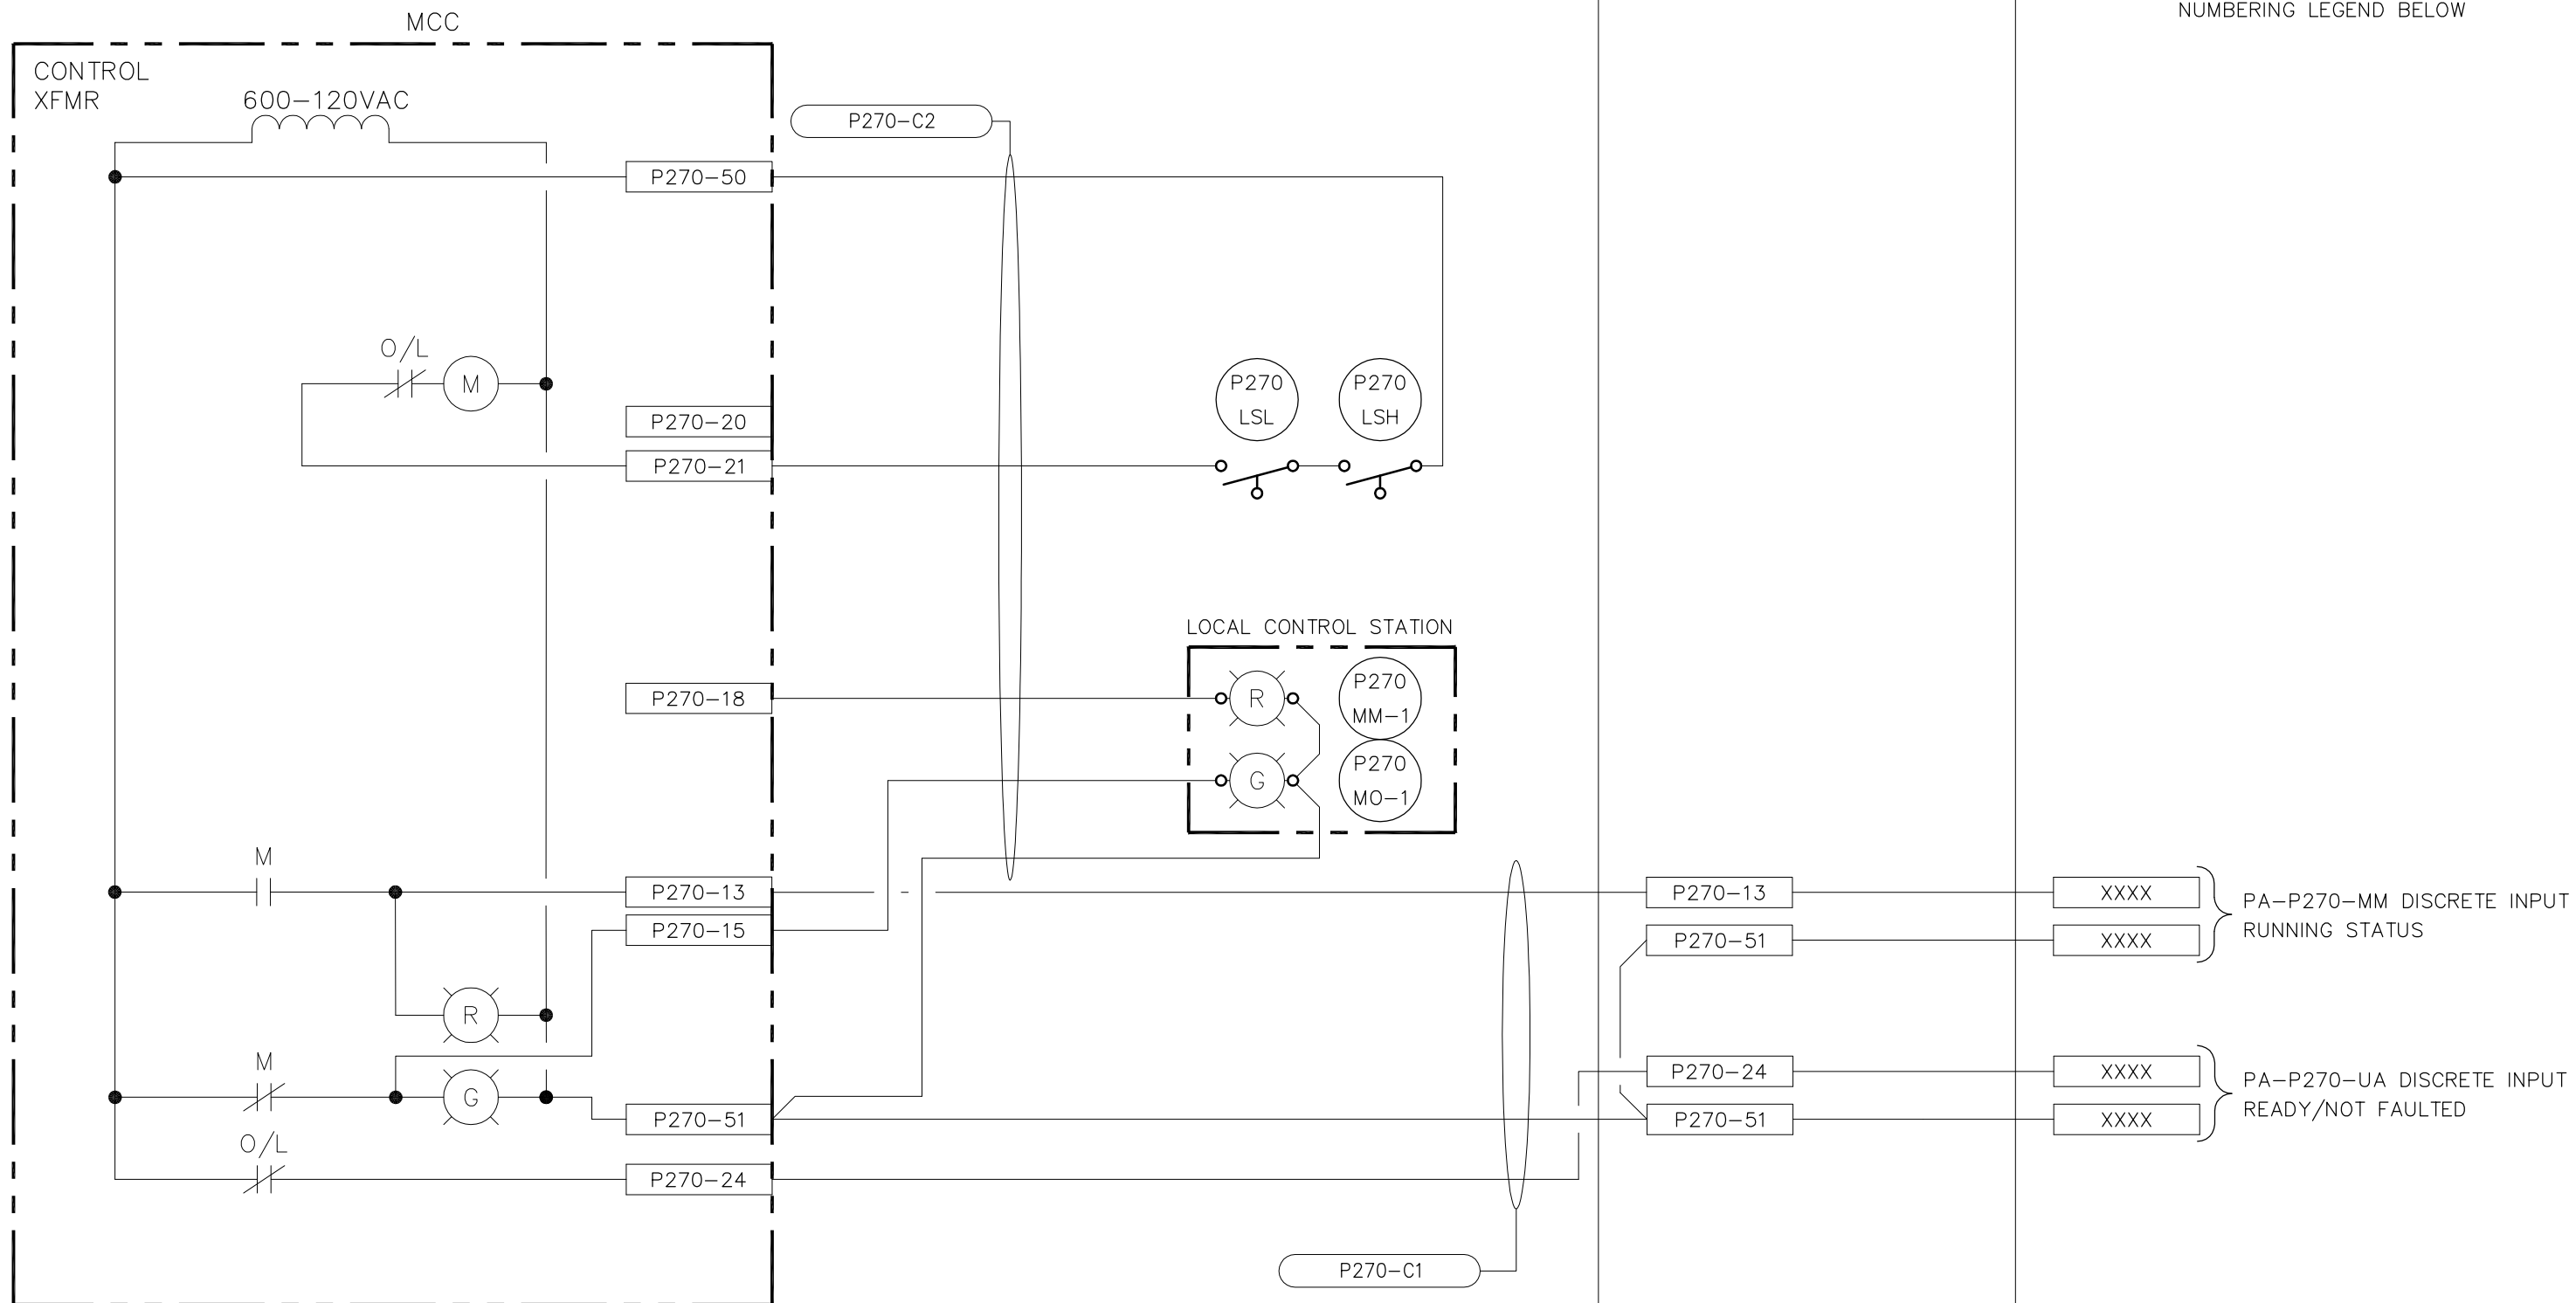 NUMBERING LEGEND BELOW
MCC
CONTROL
XFMR
600-120VAC
P270-C2
P270-50
O/L
M
P270-20
P270-21
P270
LSL
P270
LSH
LOCAL CONTROL STATION
P270-18
R
P270
MM-1
G
P270
MO-1
M
P270-13
P270-15
P270-13
XXXX
P270-51
XXXX
PA-P270-MM DISCRETE INPUT
RUNNING STATUS
R
M
G
P270-51
P270-24
XXXX
P270-51
XXXX
PA-P270-UA DISCRETE INPUT
READY/NOT FAULTED
O/L
P270-24
P270-C1